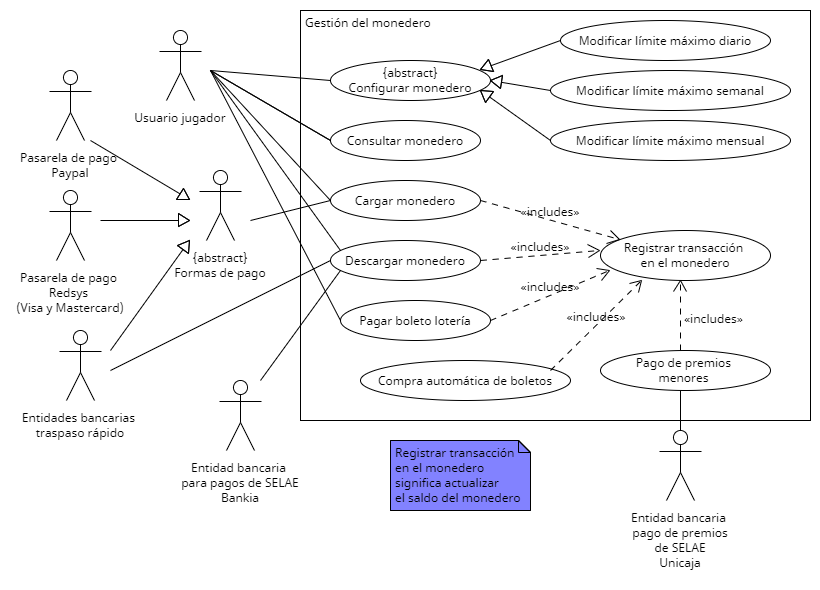 Gestión del monedero
Modificar límite máximo diario
{abstract}
Configurar monedero
Modificar límite máximo semanal
Usuario jugador
Consultar monedero
Modificar límite máximo mensual
Pasarela de pago
Paypal
Cargar monedero
«includes»
{abstract}
Formas de pago
Descargar monedero
«includes»
Registrar transacción
en el monedero
Pasarela de pago
Redsys
(Visa y Mastercard)
«includes»
Pagar boleto lotería
«includes»
«includes»
Compra automática de boletos
Pago de premios
menores
Entidades bancarias
traspaso rápido
Entidad bancaria
para pagos de SELAE
Bankia
Registrar transacción
en el monedero
significa actualizar
el saldo del monedero
Entidad bancaria
pago de premios
de SELAE
Unicaja